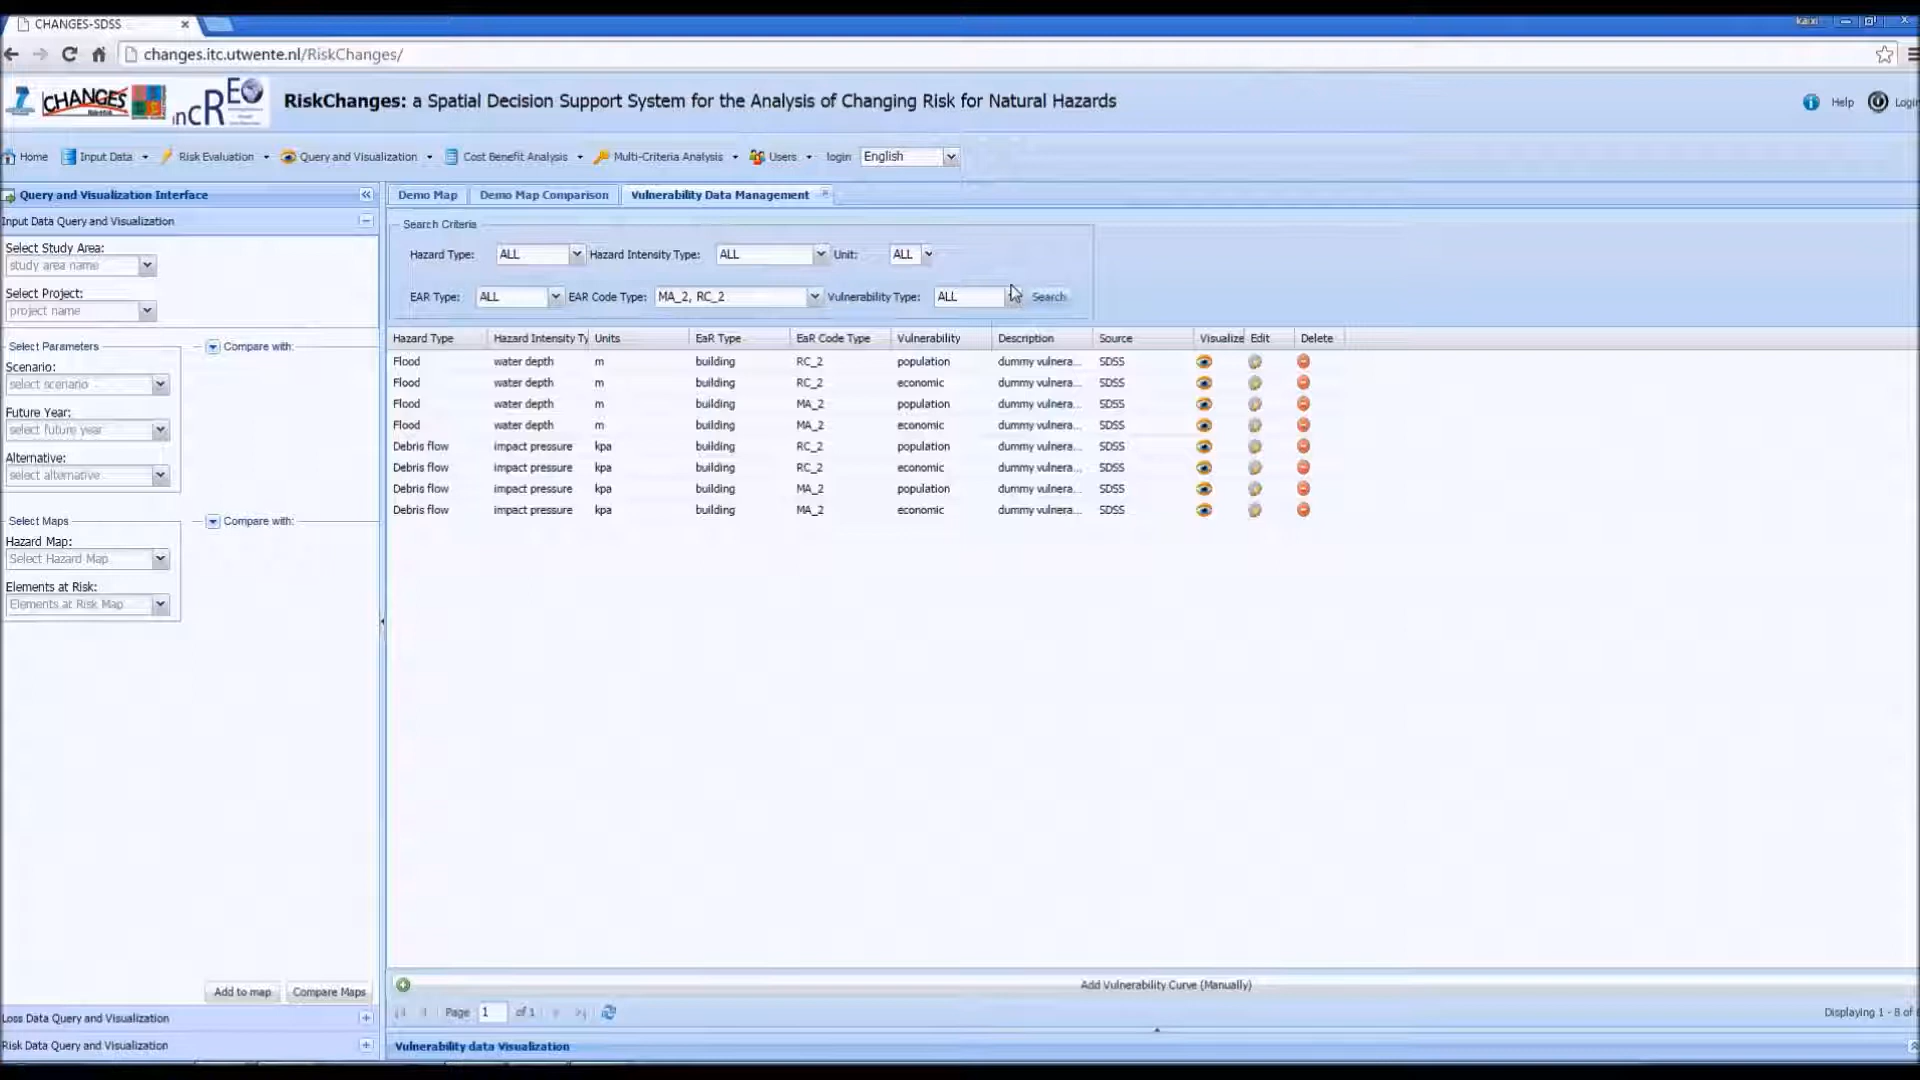 CHANGES-SDSS
changes.itc.utwente.nl/RiskChanges/
CHANGES
inCREO
RiskChanges: a Spatial Decision Support System for the Analysis of Changing Risk for Natural Hazards
Help
Login
Home Input Data Risk Evaluation Query and Visualization Cost Benefit Analysis Multi-Criteria Analysis Users login English
Query and Visualization Interface
Demo Map Demo Map Comparison Vulnerability Data Management
Input Data Query and Visualization
Search Criteria
Select Study Area:
study area name
Hazard Type: ALL Hazard Intensity Type: ALL Unit: ALL
Select Project:
project name
EAR Type: ALL EAR Code Type: MA_2, RC_2 Vulnerability Type: ALL Search
Select Parameters Compare with:
Scenario:
select scenario
Future Year:
select future year
Alternative:
select alternative
Select Maps Compare with:
Hazard Map:
Select Hazard Map
Elements at Risk:
Elements at Risk Map
Hazard Type Hazard Intensity Ty Units EaR Type EaR Code Type Vulnerability Description Source Visualize Edit Delete
Flood water depth m building RC_2 population dummy vulnera... SDSS
Flood water depth m building RC_2 economic dummy vulnera... SDSS
Flood water depth m building MA_2 population dummy vulnera... SDSS
Flood water depth m building MA_2 economic dummy vulnera... SDSS
Debris flow impact pressure kpa building RC_2 population dummy vulnera... SDSS
Debris flow impact pressure kpa building RC_2 economic dummy vulnera... SDSS
Debris flow impact pressure kpa building MA_2 population dummy vulnera... SDSS
Debris flow impact pressure kpa building MA_2 economic dummy vulnera... SDSS
Add to map Compare Maps
Add Vulnerability Curve (Manually)
Loss Data Query and Visualization
Page 1 of 1
Displaying 1 - 8 of
Risk Data Query and Visualization
Vulnerability data Visualization